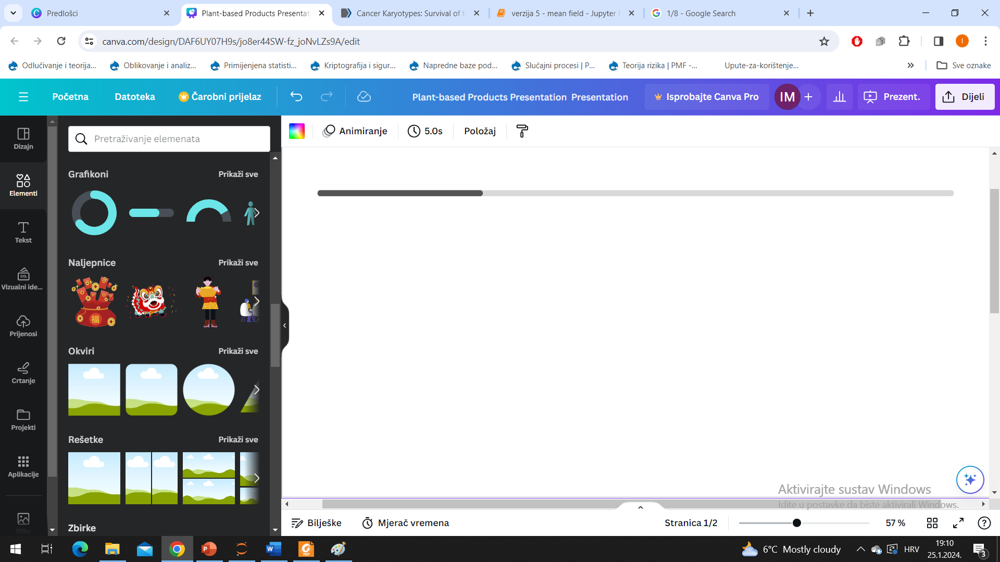 Predlošci
Plant-based Products Presentati
Cancer Karyotypes: Survival of t
verzija 5 - mean field - Jupyter
1/8 - Google Search
canva.com/design/DAF6UY07H9s/jo8er44SW-fz_joNvLZs9A/edit
I
Odlučivanje i teorija...
Oblikovanje i analiz...
Primijenjena statisti...
Kriptografija i sigur...
Napredne baze pod...
Slučajni procesi | P...
Teorija rizika | PMF -...
Upute-za-korištenje...
Sve oznake
Početna
Datoteka
Čarobni prijelaz
Plant-based Products Presentation Presentation
Isprobajte Canva Pro
IM
Prezent.
Dijeli
Dizajn
Elementi
Tekst
CO.
Vizualni ide...
Prijenosi
Crtanje
Projekti
Aplikacije
Slike
Pretraživanje elemenata
Grafikoni
Prikaži sve
Naljepnice
Prikaži sve
福
Okviri
Prikaži sve
Rešetke
Prikaži sve
Zbirke
Animiranje
5.0s
Položaj
Aktivirajte sustav Windows
Idite u postavke da biste aktivirali Windows.
Bilješke
Mjerač vremena
Stranica 1/2
57 %
6°C Mostly cloudy
HRV
19:10
25.1.2024.
3